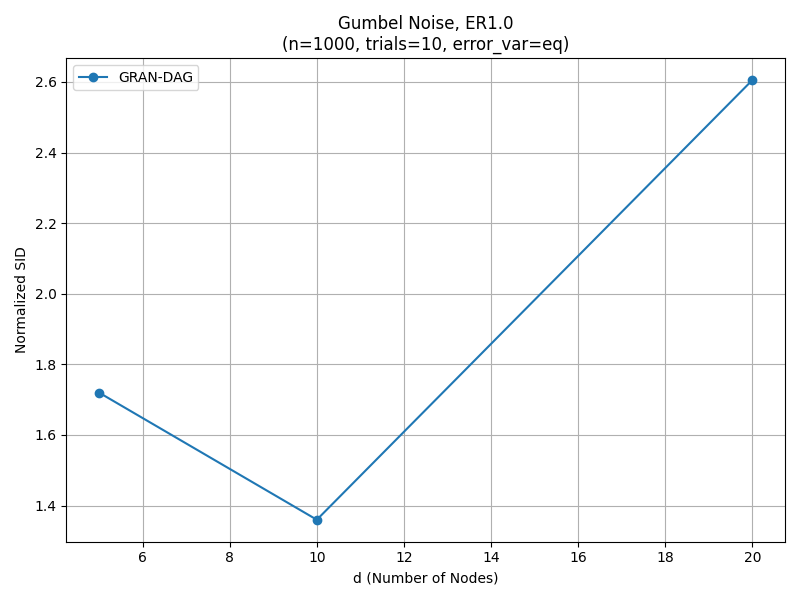 Gumbel Noise, ER1.0
(n=1000, trials=10, error_var=eq)
GRAN-DAG
Normalized SID
2.6
2.4
2.2
2.0
1.8
1.6
1.4
6 8 10 12 14 16 18 20
d (Number of Nodes)